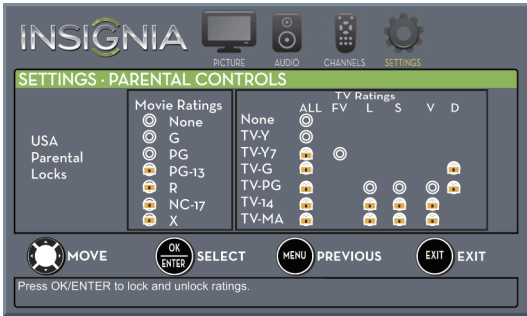 INSIGNIA
PICTURE AUDIO CHANNELS SETTINGS
SETTINGS · PARENTAL CONTROLS
USA
Parental
Locks
Movie Ratings
None
G
PG
PG-13
R
NC-17
X
TV Ratings
ALL FV L S V D
None
TV-Y
TV-Y7
TV-G
TV-PG
TV-14
TV-MA
MOVE
OK
ENTER
SELECT
MENU
PREVIOUS
EXIT
EXIT
Press OK/ENTER to lock and unlock ratings.